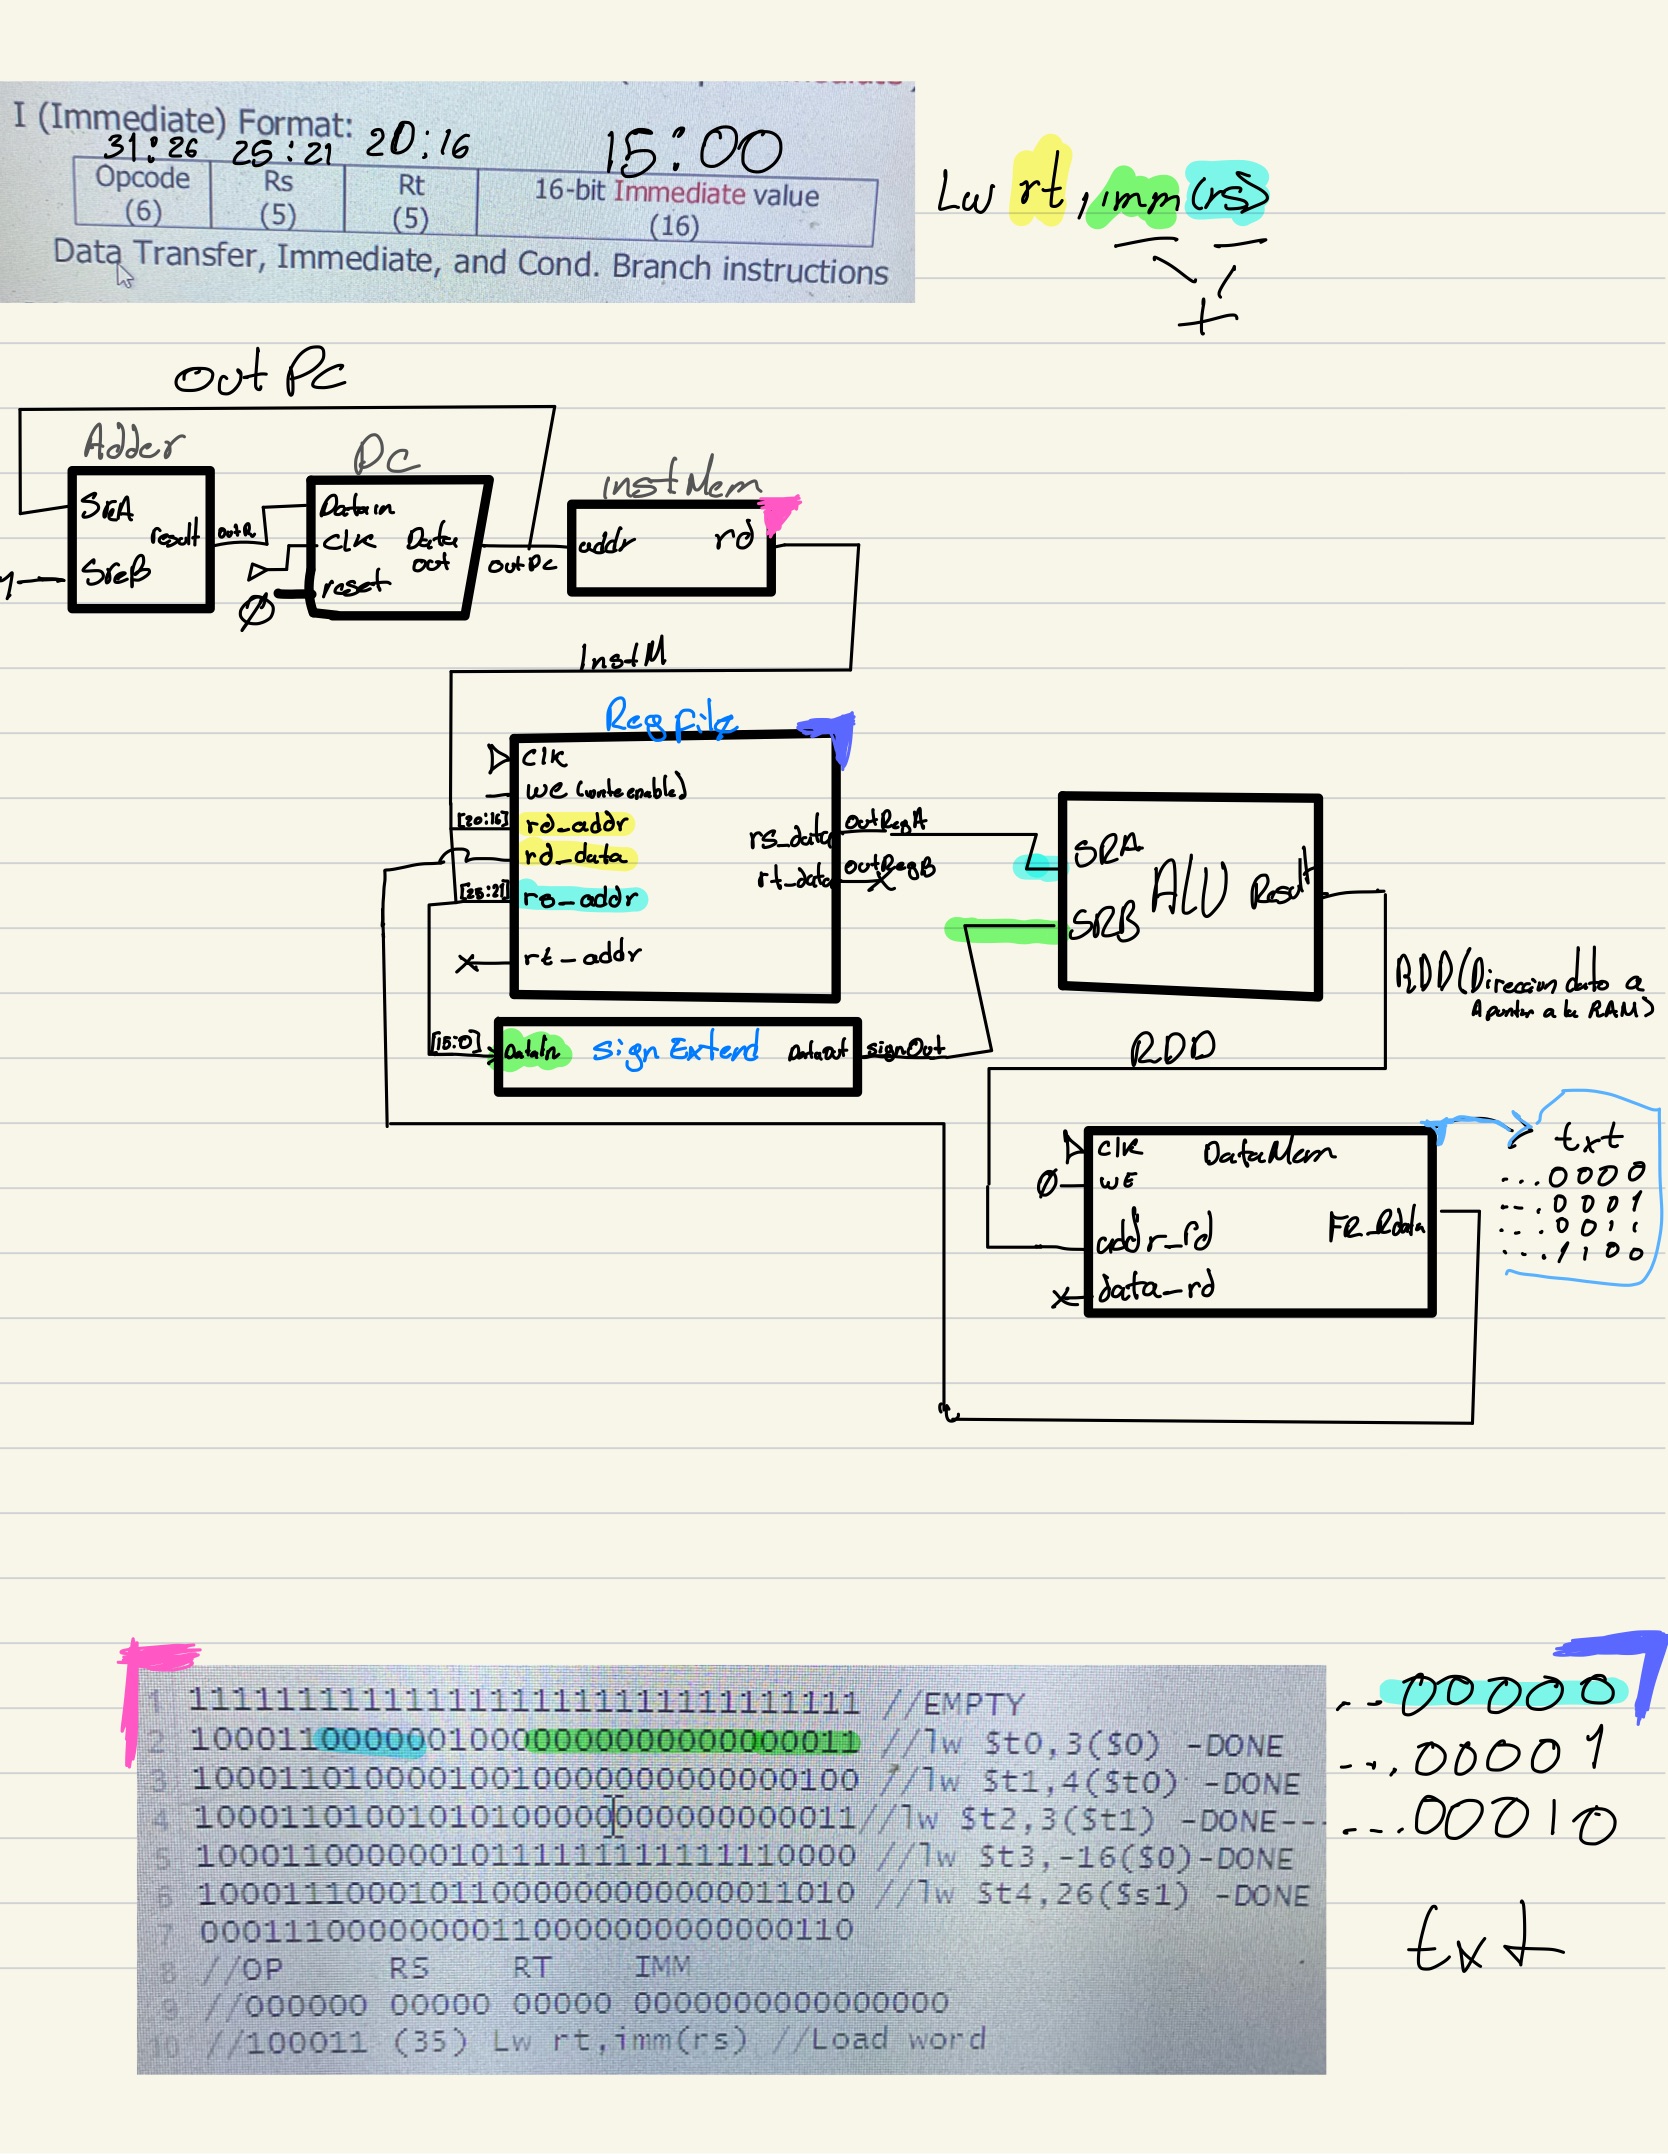 I (Immediate) Format:
31:26 25:21 20:16 15:00
Opcode Rs Rt 16-bit Immediate value
(6) (5) (5) (16)
Data Transfer, Immediate, and Cond. Branch instructions
Lw rt, imm (rs)
+
Out PC
Adder
SrcA
result
SrcB
outR
PC
Data in
clk
Data out
reset
Ø
outPc
InstMem
addr
rd
InstM
Reg File
clk
we (write enable)
[20:16]
rd_addr
rd_data
[25:21]
rs_addr
rt_addr
rs_data
rt_data
outRegA
outRegB
SRA
SRB
ALU
Result
[15:0]
DataIn
sign Extend
DataOut
signOut
RDD (Direccion dato a
Apuntar a la RAM)
RDD
clk
DataMem
Ø
WE
addr_rd
FR_Rdata
data_rd
txt
...0000
...0001
...0011
...1100
1 11111111111111111111111111111111 //EMPTY
2 10001100000010000000000000000011 //lw $t0,3($0) -DONE
3 10001101000010010000000000000100 //lw $t1,4($t0) -DONE
4 10001101001010100000000000000011//lw $t2,3($t1) -DONE---
5 10001100000010111111111111110000 //lw $t3,-16($0)-DONE
6 10001110001011000000000000011010 //lw $t4,26($s1) -DONE
7 00011100000000011000000000000110
8 //OP RS RT IMM
9 //000000 00000 00000 0000000000000000
10 //100011 (35) Lw rt,imm(rs) //Load word
...00000
...00001
...00010
txt